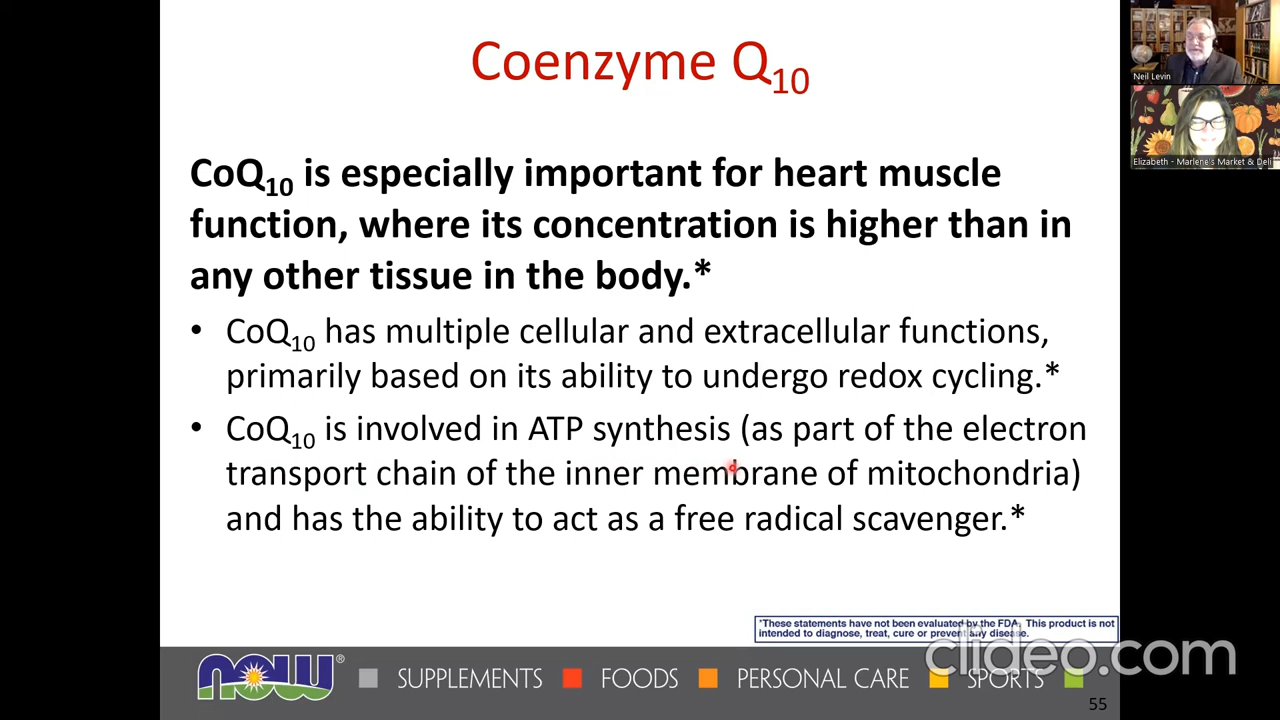 Coenzyme Q10
CoQ10 is especially important for heart muscle
function, where its concentration is higher than in
any other tissue in the body.*
• CoQ10 has multiple cellular and extracellular functions,
primarily based on its ability to undergo redox cycling.*
• CoQ10 is involved in ATP synthesis (as part of the electron
transport chain of the inner membrane of mitochondria)
and has the ability to act as a free radical scavenger.*
*These statements have not been evaluated by the FDA. This product is not
intended to diagnose, treat, cure or prevent any disease.
NOW® SUPPLEMENTS FOODS PERSONAL CARE SPORTS
55
clideo.com
Neil Levin
Elizabeth - Marlene's Market & Deli